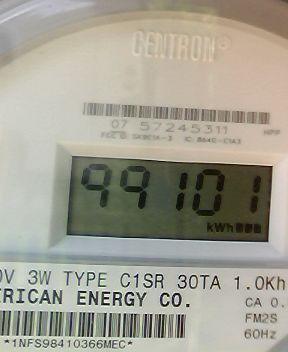 CENTRON®
07 57245311
99101
kWh
0V 3W TYPE C1SR 30TA 1.0Kh
ERICAN ENERGY CO.
CA 0.
FM2S
60Hz
*1NFS98410366MEC*